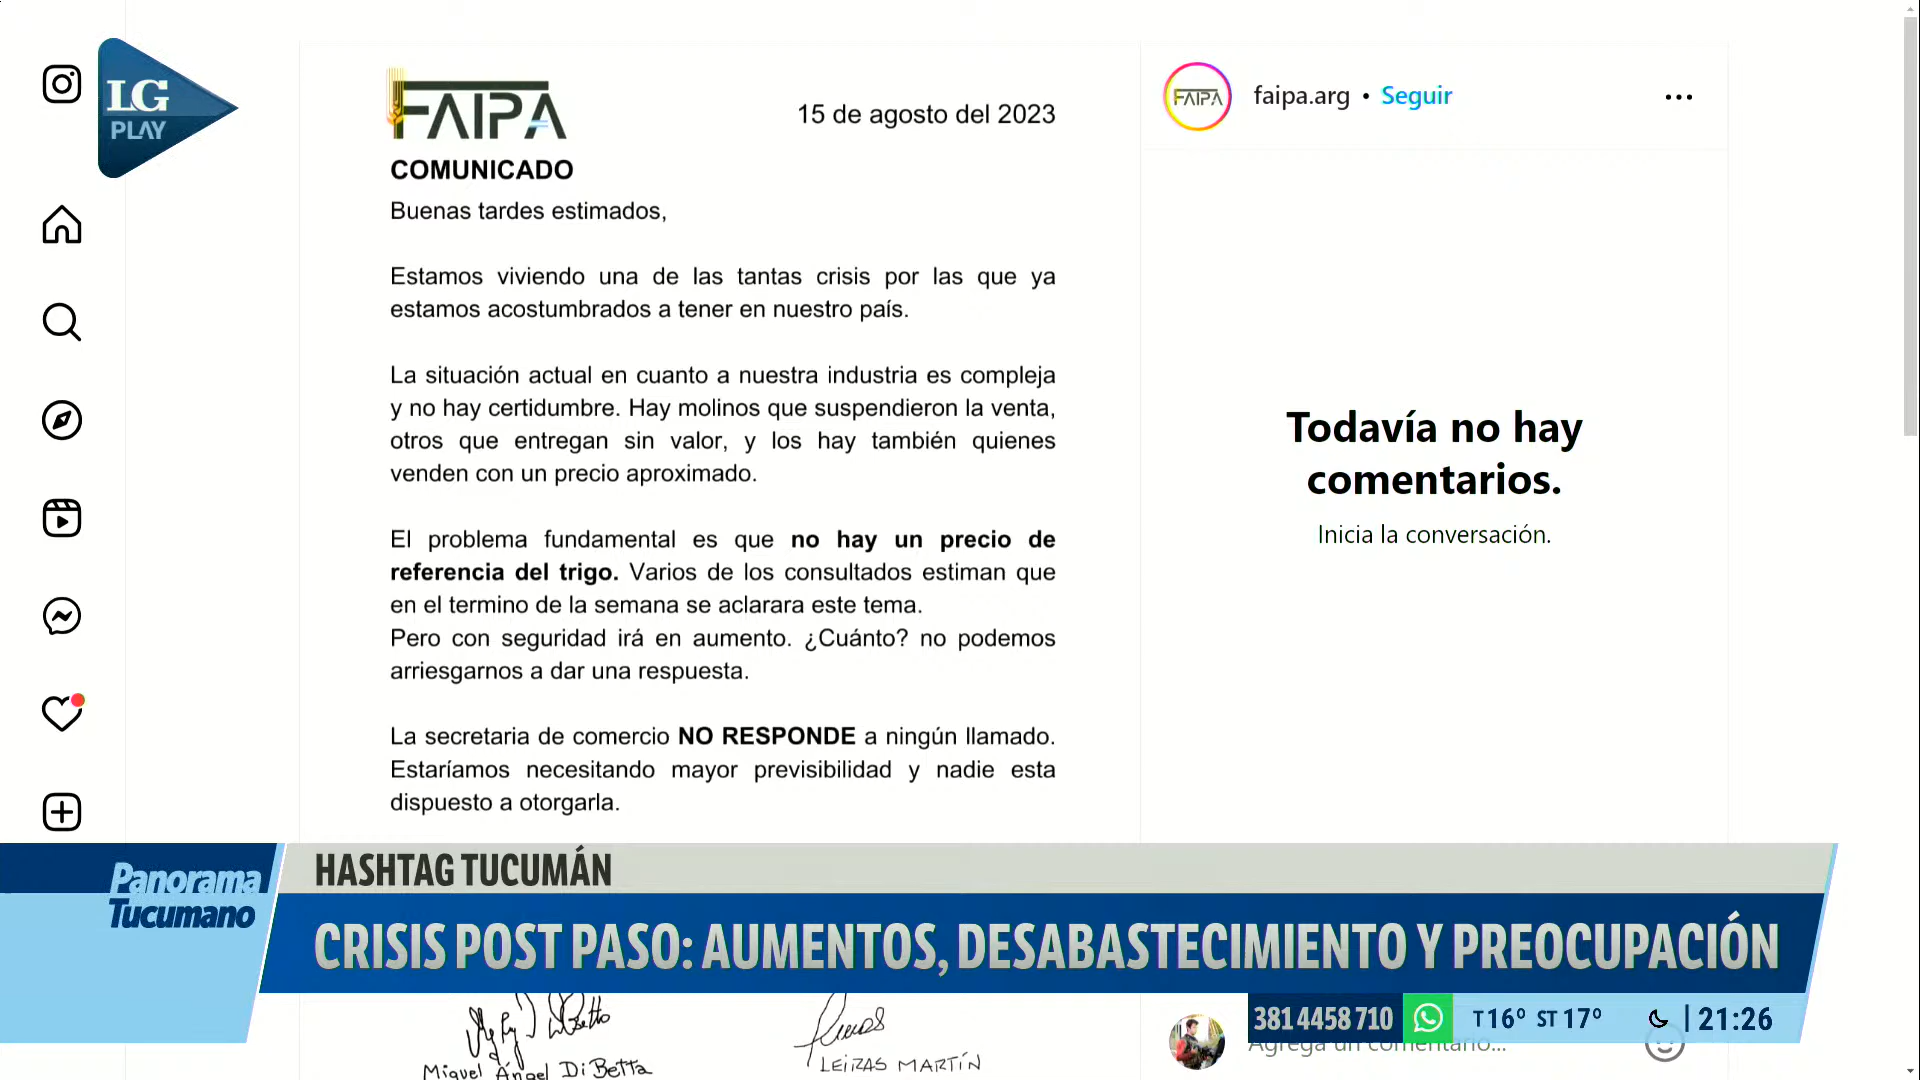 LG
PLAY
FAIPA
15 de agosto del 2023
COMUNICADO
Buenas tardes estimados,
Estamos viviendo una de las tantas crisis por las que ya
estamos acostumbrados a tener en nuestro país.
La situación actual en cuanto a nuestra industria es compleja
y no hay certidumbre. Hay molinos que suspendieron la venta,
otros que entregan sin valor, y los hay también quienes
venden con un precio aproximado.
El problema fundamental es que no hay un precio de
referencia del trigo. Varios de los consultados estiman que
en el termino de la semana se aclarara este tema.
Pero con seguridad irá en aumento. ¿Cuánto? no podemos
arriesgarnos a dar una respuesta.
La secretaria de comercio NO RESPONDE a ningún llamado.
Estaríamos necesitando mayor previsibilidad y nadie esta
dispuesto a otorgarla.
Miguel Angel Di Betta
LEIZAS MARTÍN
FAIPA
faipa.arg • Seguir
Todavía no hay
comentarios.
Inicia la conversación.
Agrega un comentario...
Panorama
Tucumano
HASHTAG TUCUMÁN
CRISIS POST PASO: AUMENTOS, DESABASTECIMIENTO Y PREOCUPACIÓN
381 4458 710
T 16º ST 17º
21:26